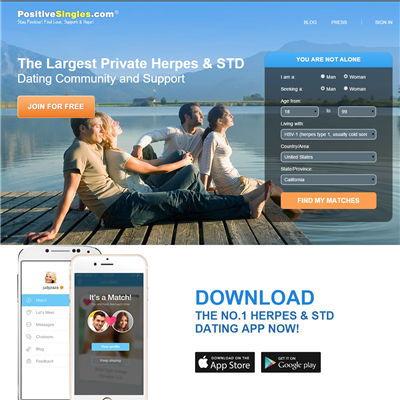 PositiveSingles.com®
Stay Positive! Find Love, Support & Hope!
BLOG
PRESS
SIGN IN
The Largest Private Herpes & STD
Dating Community and Support
JOIN FOR FREE
YOU ARE NOT ALONE
I am a:
Man
Woman
Seeking a:
Man
Woman
Age from:
18
to
99
Living with:
HSV-1 (herpes type 1, usually cold sore
Country/Area:
United States
State/Province:
California
FIND MY MATCHES
Let's Meet
Messages
Chatroom
Blog
Feedback
It's a Match!
View profile
Keep playing
DOWNLOAD
THE NO.1 HERPES & STD
DATING APP NOW!
DOWNLOAD ON THE
App Store
GET IT ON
Google play